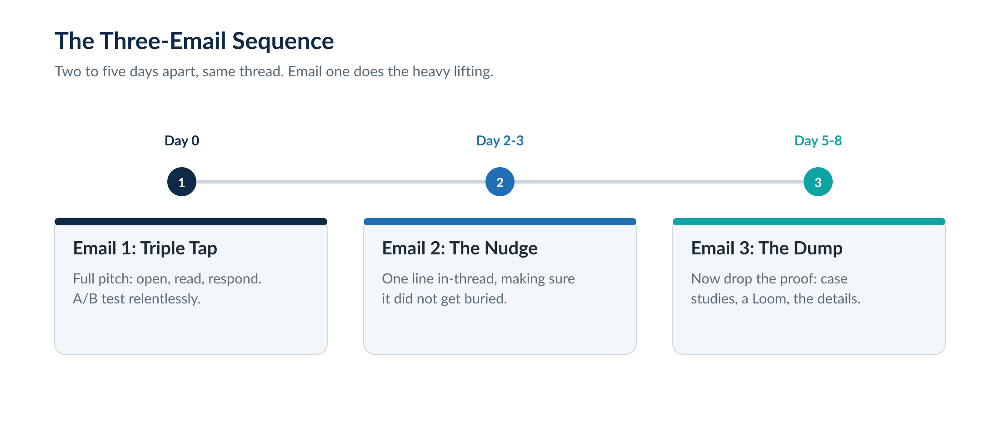 The Three-Email Sequence
Two to five days apart, same thread. Email one does the heavy lifting.
Day 0
Day 2-3
Day 5-8
1
2
3
Email 1: Triple Tap
Full pitch: open, read, respond.
A/B test relentlessly.
Email 2: The Nudge
One line in-thread, making sure
it did not get buried.
Email 3: The Dump
Now drop the proof: case
studies, a Loom, the details.